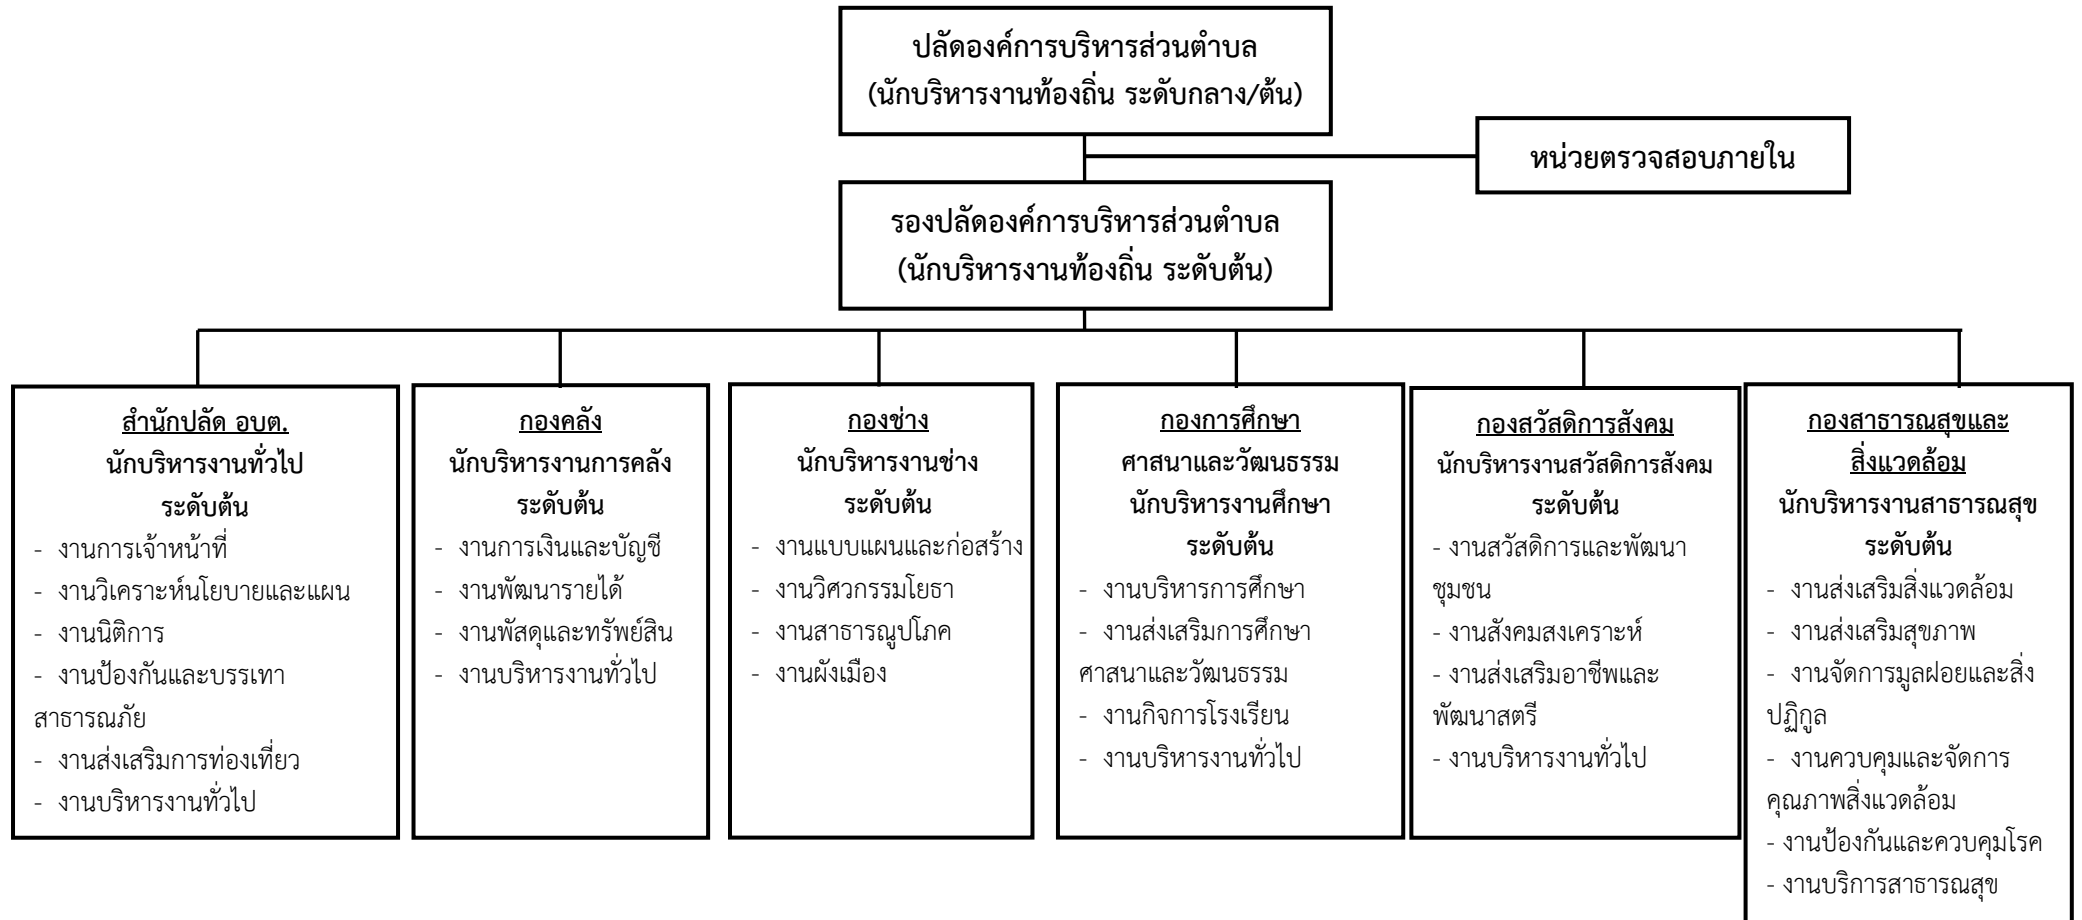 ปลัดองค์การบริหารส่วนตำบล
(นักบริหารงานท้องถิ่น ระดับกลาง/ต้น)
หน่วยตรวจสอบภายใน
รองปลัดองค์การบริหารส่วนตำบล
(นักบริหารงานท้องถิ่น ระดับต้น)
สำนักปลัด อบต.
นักบริหารงานทั่วไป
ระดับต้น
- งานการเจ้าหน้าที่
- งานวิเคราะห์นโยบายและแผน
- งานนิติการ
- งานป้องกันและบรรเทา
สาธารณภัย
- งานส่งเสริมการท่องเที่ยว
- งานบริหารงานทั่วไป
กองคลัง
นักบริหารงานการคลัง
ระดับต้น
- งานการเงินและบัญชี
- งานพัฒนารายได้
- งานพัสดุและทรัพย์สิน
- งานบริหารงานทั่วไป
กองช่าง
นักบริหารงานช่าง
ระดับต้น
- งานแบบแผนและก่อสร้าง
- งานวิศวกรรมโยธา
- งานสาธารณูปโภค
- งานผังเมือง
กองการศึกษา
ศาสนาและวัฒนธรรม
นักบริหารงานศึกษา
ระดับต้น
- งานบริหารการศึกษา
- งานส่งเสริมการศึกษา
ศาสนาและวัฒนธรรม
- งานกิจการโรงเรียน
- งานบริหารงานทั่วไป
กองสวัสดิการสังคม
นักบริหารงานสวัสดิการสังคม
ระดับต้น
- งานสวัสดิการและพัฒนา
ชุมชน
- งานสังคมสงเคราะห์
- งานส่งเสริมอาชีพและ
พัฒนาสตรี
- งานบริหารงานทั่วไป
กองสาธารณสุขและ
สิ่งแวดล้อม
นักบริหารงานสาธารณสุข
ระดับต้น
- งานส่งเสริมสิ่งแวดล้อม
- งานส่งเสริมสุขภาพ
- งานจัดการมูลฝอยและสิ่ง
ปฏิกูล
- งานควบคุมและจัดการ
คุณภาพสิ่งแวดล้อม
- งานป้องกันและควบคุมโรค
- งานบริการสาธารณสุข